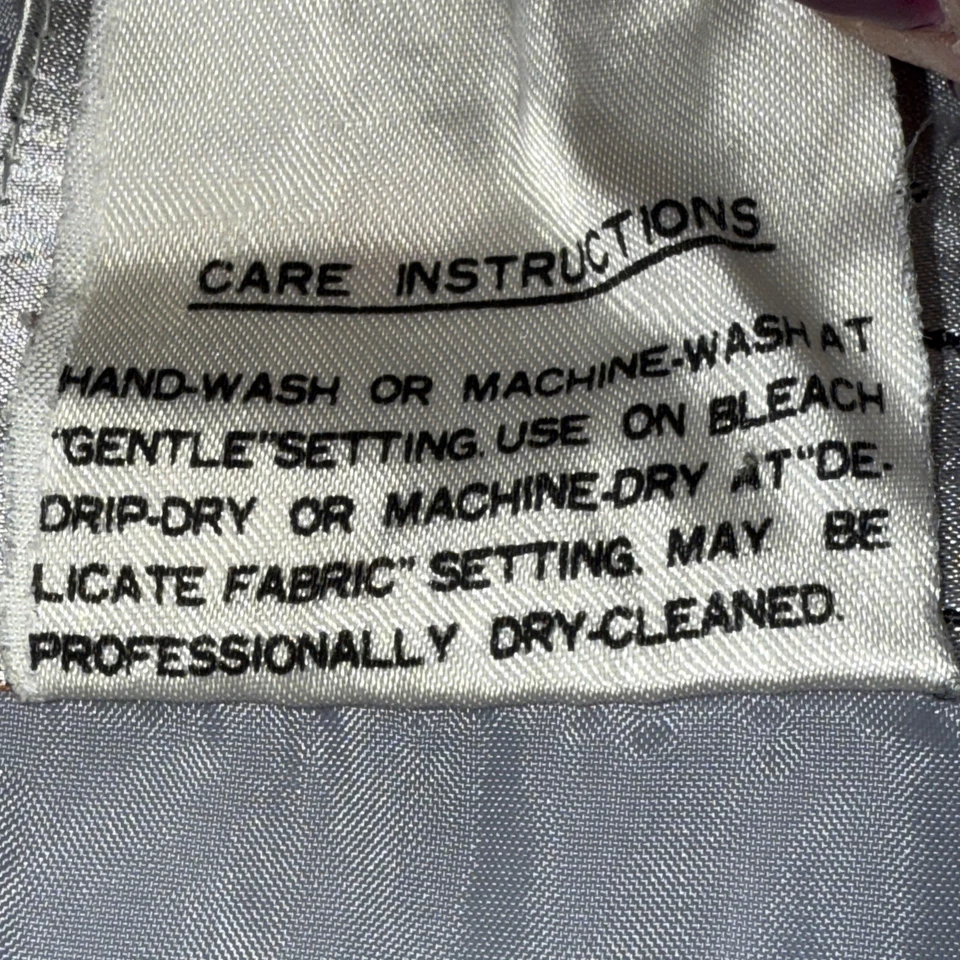 CARE INSTRUCTIONS
HAND-WASH OR MACHINE-WASH AT
"GENTLE" SETTING. USE ON BLEACH
DRIP-DRY OR MACHINE-DRY AT "DE-
LICATE FABRIC" SETTING. MAY BE
PROFESSIONALLY DRY-CLEANED.